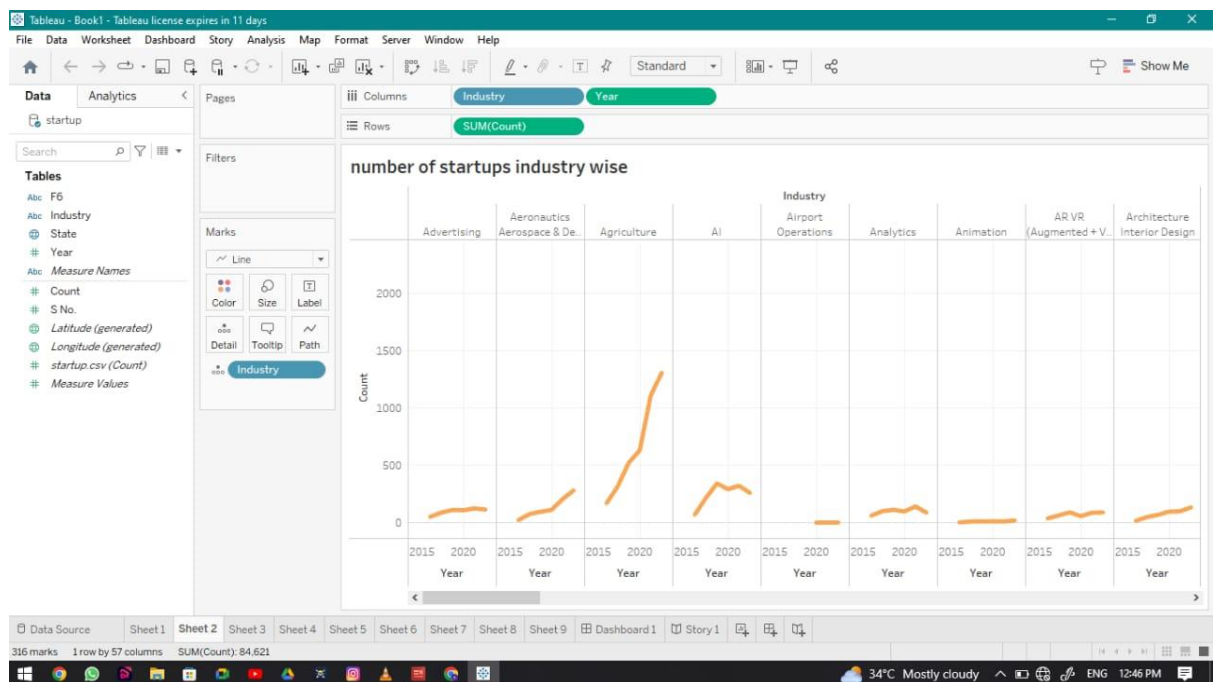 Tableau - Book1 - Tableau license expires in 11 days
File Data Worksheet Dashboard Story Analysis Map Format Server Window Help
Standard
Show Me
Data Analytics
startup
Search
Tables
Abc F6
Abc Industry
State
# Year
Abc Measure Names
# Count
# S No.
Latitude (generated)
Longitude (generated)
# startup.csv (Count)
# Measure Values
Pages
Filters
Marks
Line
Color Size Label
Detail Tooltip Path
Industry
Columns Industry Year
Rows SUM(Count)
number of startups industry wise
Industry
Advertising
Aeronautics
Aerospace & De..
Agriculture
AI
Airport
Operations
Analytics
Animation
AR VR
(Augmented + V..
Architecture
Interior Design
Count
2000
1500
1000
500
0
2015 2020 2015 2020 2015 2020 2015 2020 2015 2020 2015 2020 2015 2020 2015 2020 2015 2020
Year Year Year Year Year Year Year Year Year
Data Source Sheet 1 Sheet 2 Sheet 3 Sheet 4 Sheet 5 Sheet 6 Sheet 7 Sheet 8 Sheet 9 Dashboard 1 Story 1
316 marks 1 row by 57 columns SUM(Count): 84,621
34°C Mostly cloudy ENG 12:46 PM